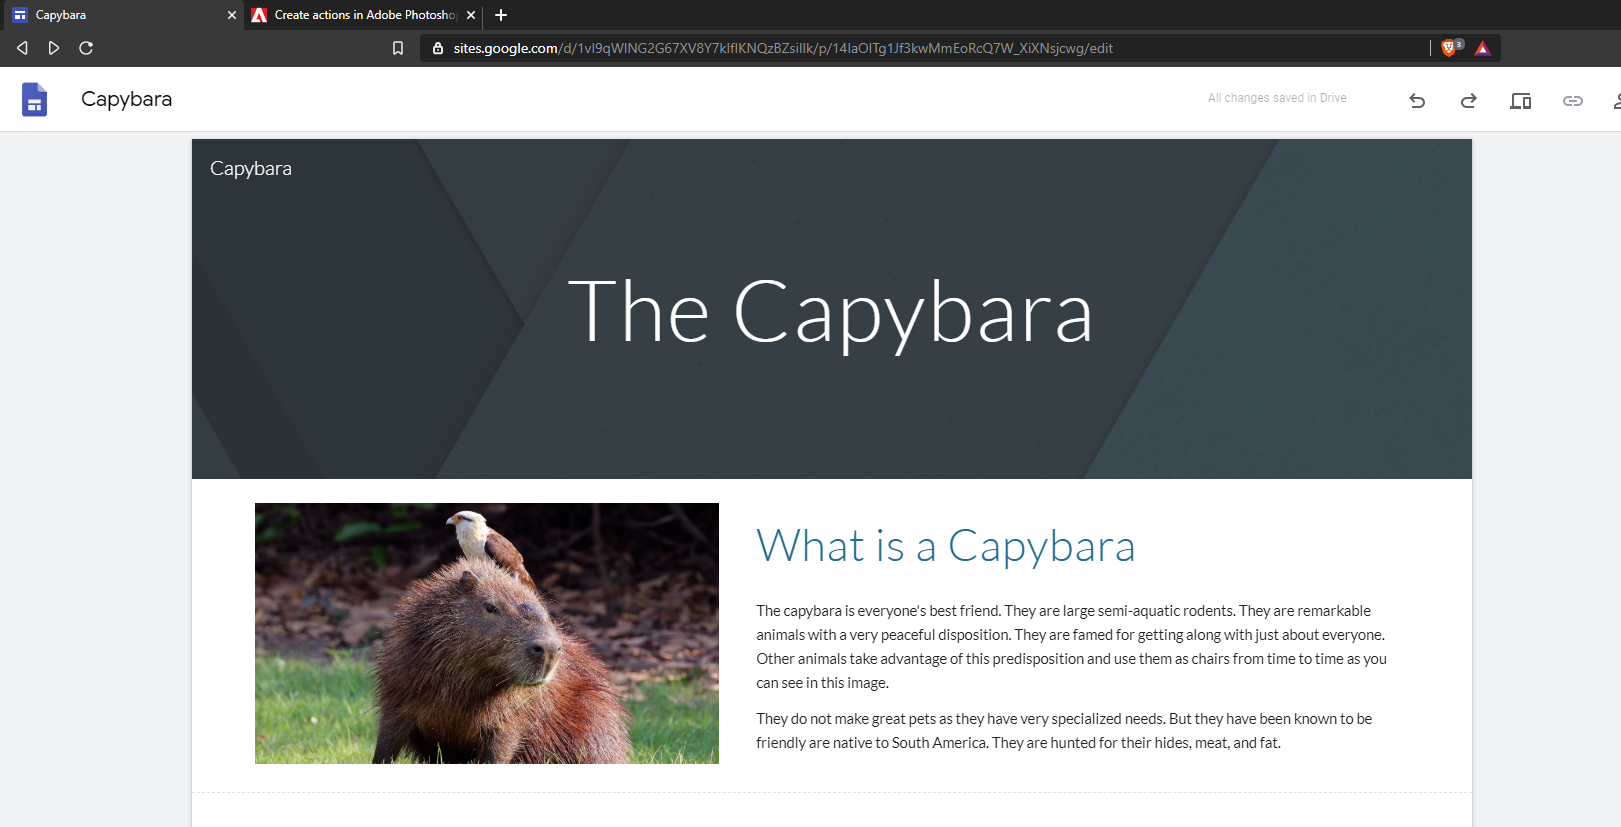 Capybara
Create actions in Adobe Photosho
sites.google.com/d/1vI9qWING2G67XV8Y7kIfIKNQzBZsiIlk/p/14IaOITg1Jf3kwMmEoRcQ7W_XiXNsjcwg/edit
3
Capybara
All changes saved in Drive
Capybara
The Capybara
What is a Capybara
The capybara is everyone's best friend. They are large semi-aquatic rodents. They are remarkable
animals with a very peaceful disposition. They are famed for getting along with just about everyone.
Other animals take advantage of this predisposition and use them as chairs from time to time as you
can see in this image.
They do not make great pets as they have very specialized needs. But they have been known to be
friendly are native to South America. They are hunted for their hides, meat, and fat.